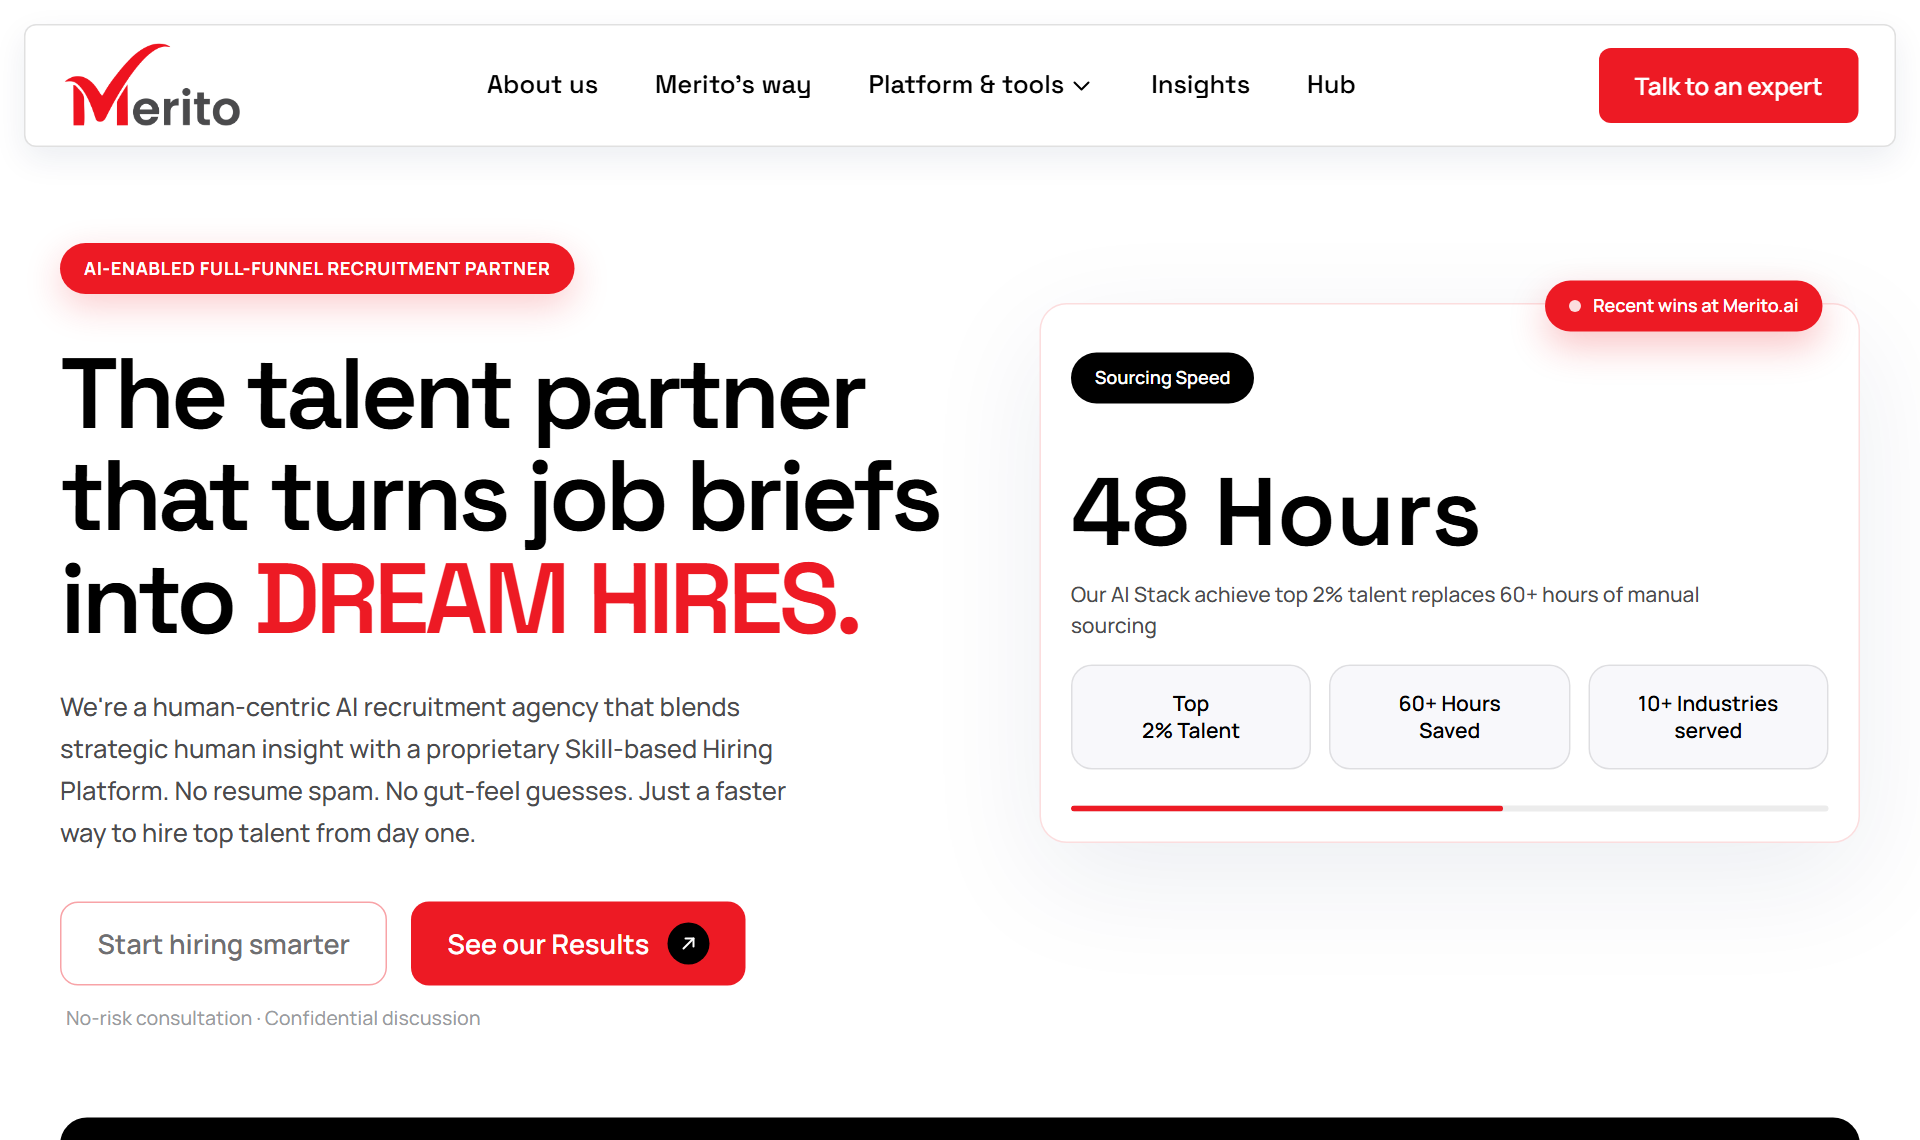 Merito
About us
Merito's way
Platform & tools
Insights
Hub
Talk to an expert
AI-ENABLED FULL-FUNNEL RECRUITMENT PARTNER
The talent partner
that turns job briefs
into DREAM HIRES.
We're a human-centric AI recruitment agency that blends
strategic human insight with a proprietary Skill-based Hiring
Platform. No resume spam. No gut-feel guesses. Just a faster
way to hire top talent from day one.
Start hiring smarter
See our Results
No-risk consultation · Confidential discussion
Recent wins at Merito.ai
Sourcing Speed
48 Hours
Our AI Stack achieve top 2% talent replaces 60+ hours of manual
sourcing
Top
2% Talent
60+ Hours
Saved
10+ Industries
served